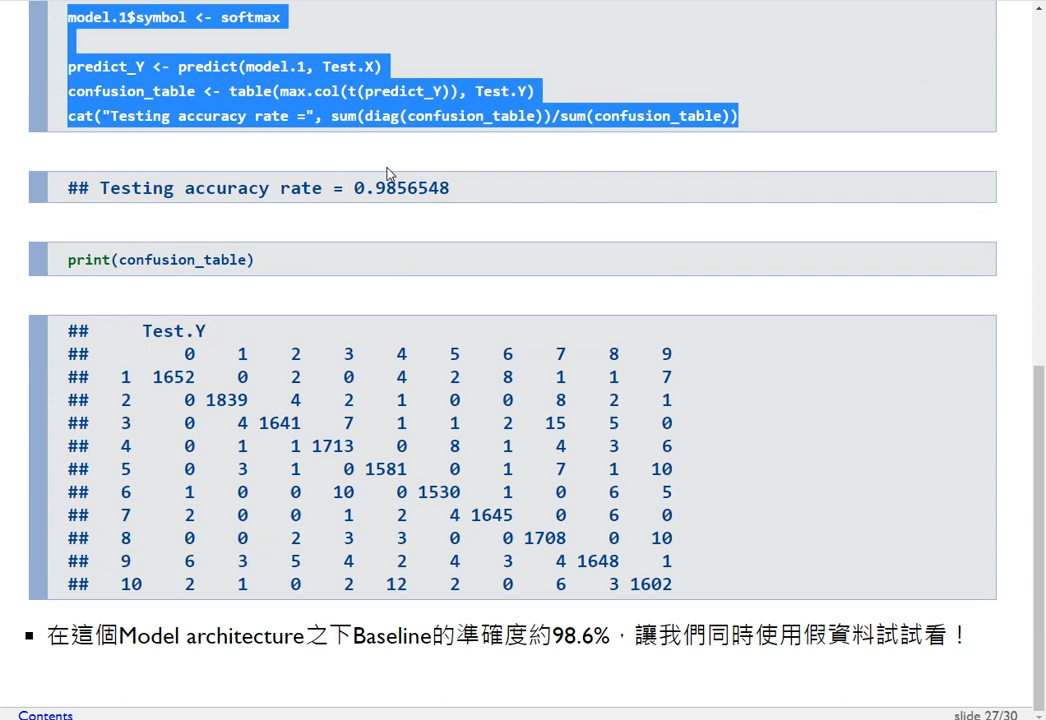 model.1$symbol <- softmax
predict_Y <- predict(model.1, Test.X)
confusion_table <- table(max.col(t(predict_Y)), Test.Y)
cat("Testing accuracy rate =", sum(diag(confusion_table))/sum(confusion_table))
## Testing accuracy rate = 0.9856548
print(confusion_table)
## Test.Y
## 0 1 2 3 4 5 6 7 8 9
## 1 1652 0 2 0 4 2 8 1 1 7
## 2 0 1839 4 2 1 0 0 8 2 1
## 3 0 4 1641 7 1 1 2 15 5 0
## 4 0 1 1 1713 0 8 1 4 3 6
## 5 0 3 1 0 1581 0 1 7 1 10
## 6 1 0 0 10 0 1530 1 0 6 5
## 7 2 0 0 1 2 4 1645 0 6 0
## 8 0 0 2 3 3 0 0 1708 0 10
## 9 6 3 5 4 2 4 3 4 1648 1
## 10 2 1 0 2 12 2 0 6 3 1602
▪ 在這個Model architecture之下Baseline的準確度約98.6%，讓我們同時使用假資料試試看！
Contents
slide 27/30